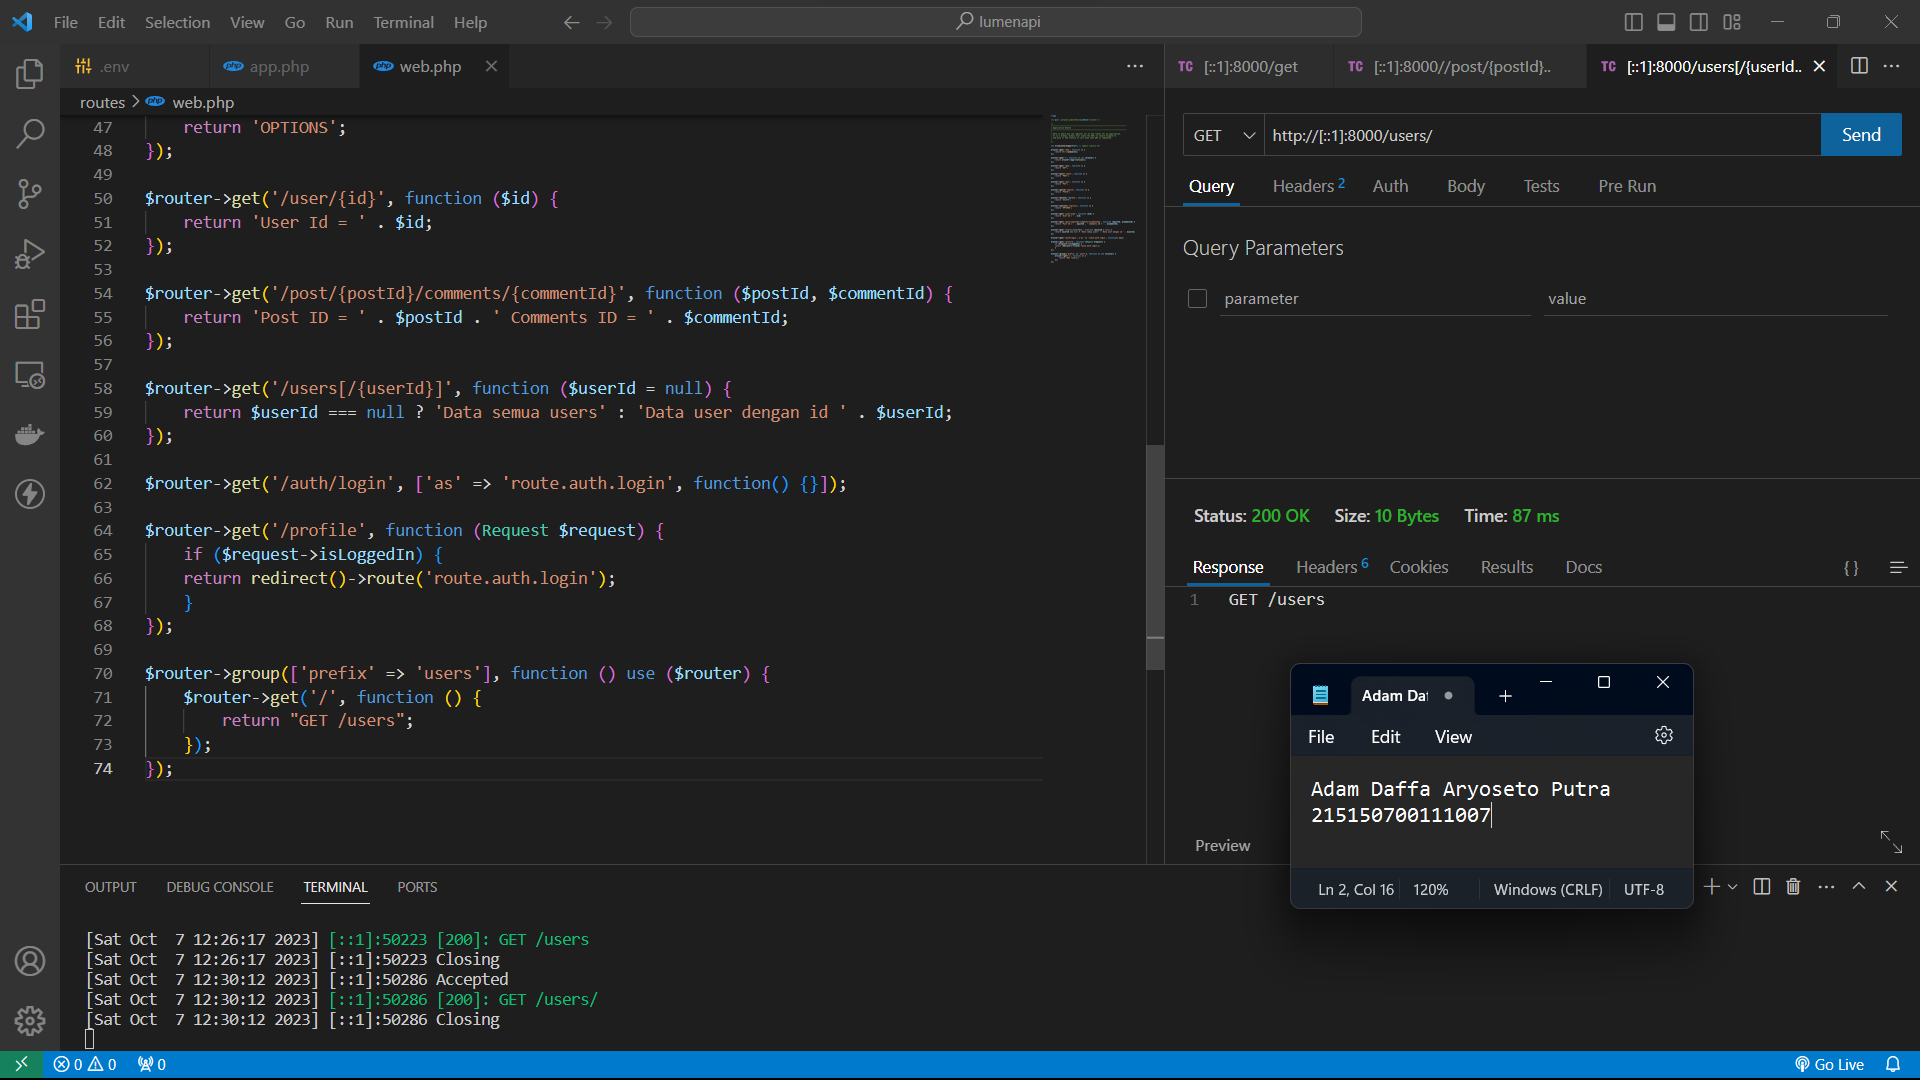 File Edit Selection View Go Run Terminal Help
lumenapi
.env
app.php
web.php
routes > web.php
47 return 'OPTIONS';
48 });
49
50 $router->get('/user/{id}', function ($id) {
51 return 'User Id = ' . $id;
52 });
53
54 $router->get('/post/{postId}/comments/{commentId}', function ($postId, $commentId) {
55 return 'Post ID = ' . $postId . ' Comments ID = ' . $commentId;
56 });
57
58 $router->get('/users[/{userId}]', function ($userId = null) {
59 return $userId === null ? 'Data semua users' : 'Data user dengan id ' . $userId;
60 });
61
62 $router->get('/auth/login', ['as' => 'route.auth.login', function() {}]);
63
64 $router->get('/profile', function (Request $request) {
65 if ($request->isLoggedIn) {
66 return redirect()->route('route.auth.login');
67 }
68 });
69
70 $router->group(['prefix' => 'users'], function () use ($router) {
71 $router->get('/', function () {
72 return "GET /users";
73 });
74 });
TC [::1]:8000/get
TC [::1]:8000//post/{postId}..
TC [::1]:8000/users[/{userId..
GET http://[::1]:8000/users/ Send
Query Headers 2 Auth Body Tests Pre Run
Query Parameters
parameter value
Status: 200 OK Size: 10 Bytes Time: 87 ms
Response Headers 6 Cookies Results Docs {}
1 GET /users
Preview
Adam Da
File Edit View
Adam Daffa Aryoseto Putra
215150700111007
Ln 2, Col 16 120% Windows (CRLF) UTF-8
OUTPUT DEBUG CONSOLE TERMINAL PORTS
[Sat Oct  7 12:26:17 2023] [::1]:50223 [200]: GET /users
[Sat Oct  7 12:26:17 2023] [::1]:50223 Closing
[Sat Oct  7 12:30:12 2023] [::1]:50286 Accepted
[Sat Oct  7 12:30:12 2023] [::1]:50286 [200]: GET /users/
[Sat Oct  7 12:30:12 2023] [::1]:50286 Closing
0 0 0
Go Live